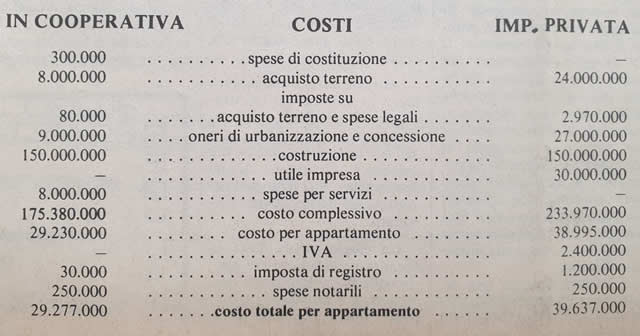 IN COOPERATIVA COSTI IMP. PRIVATA
300.000 . . . . . . . . . . . spese di costituzione . . . . . . . . . . . –
8.000.000 . . . . . . . . . . . . acquisto terreno . . . . . . . . . . . . 24.000.000
imposte su
80.000 . . . . . . . acquisto terreno e spese legali . . . . . . . 2.970.000
9.000.000 . . . . oneri di urbanizzazione e concessione . . . . 27.000.000
150.000.000 . . . . . . . . . . . . . costruzione . . . . . . . . . . . . . 150.000.000
– . . . . . . . . . . . . . utile impresa . . . . . . . . . . . . . 30.000.000
8.000.000 . . . . . . . . . . . . spese per servizi . . . . . . . . . . . . –
175.380.000 . . . . . . . . . . . costo complessivo . . . . . . . . . . . 233.970.000
29.230.000 . . . . . . . . . . costo per appartamento . . . . . . . . . . 38.995.000
– . . . . . . . . . . . . . . . . IVA . . . . . . . . . . . . . . . . 2.400.000
30.000 . . . . . . . . . . . imposta di registro . . . . . . . . . . . 1.200.000
250.000 . . . . . . . . . . . . . spese notarili . . . . . . . . . . . . . 250.000
29.277.000 . . . . . . .costo totale per appartamento . . . . . . 39.637.000